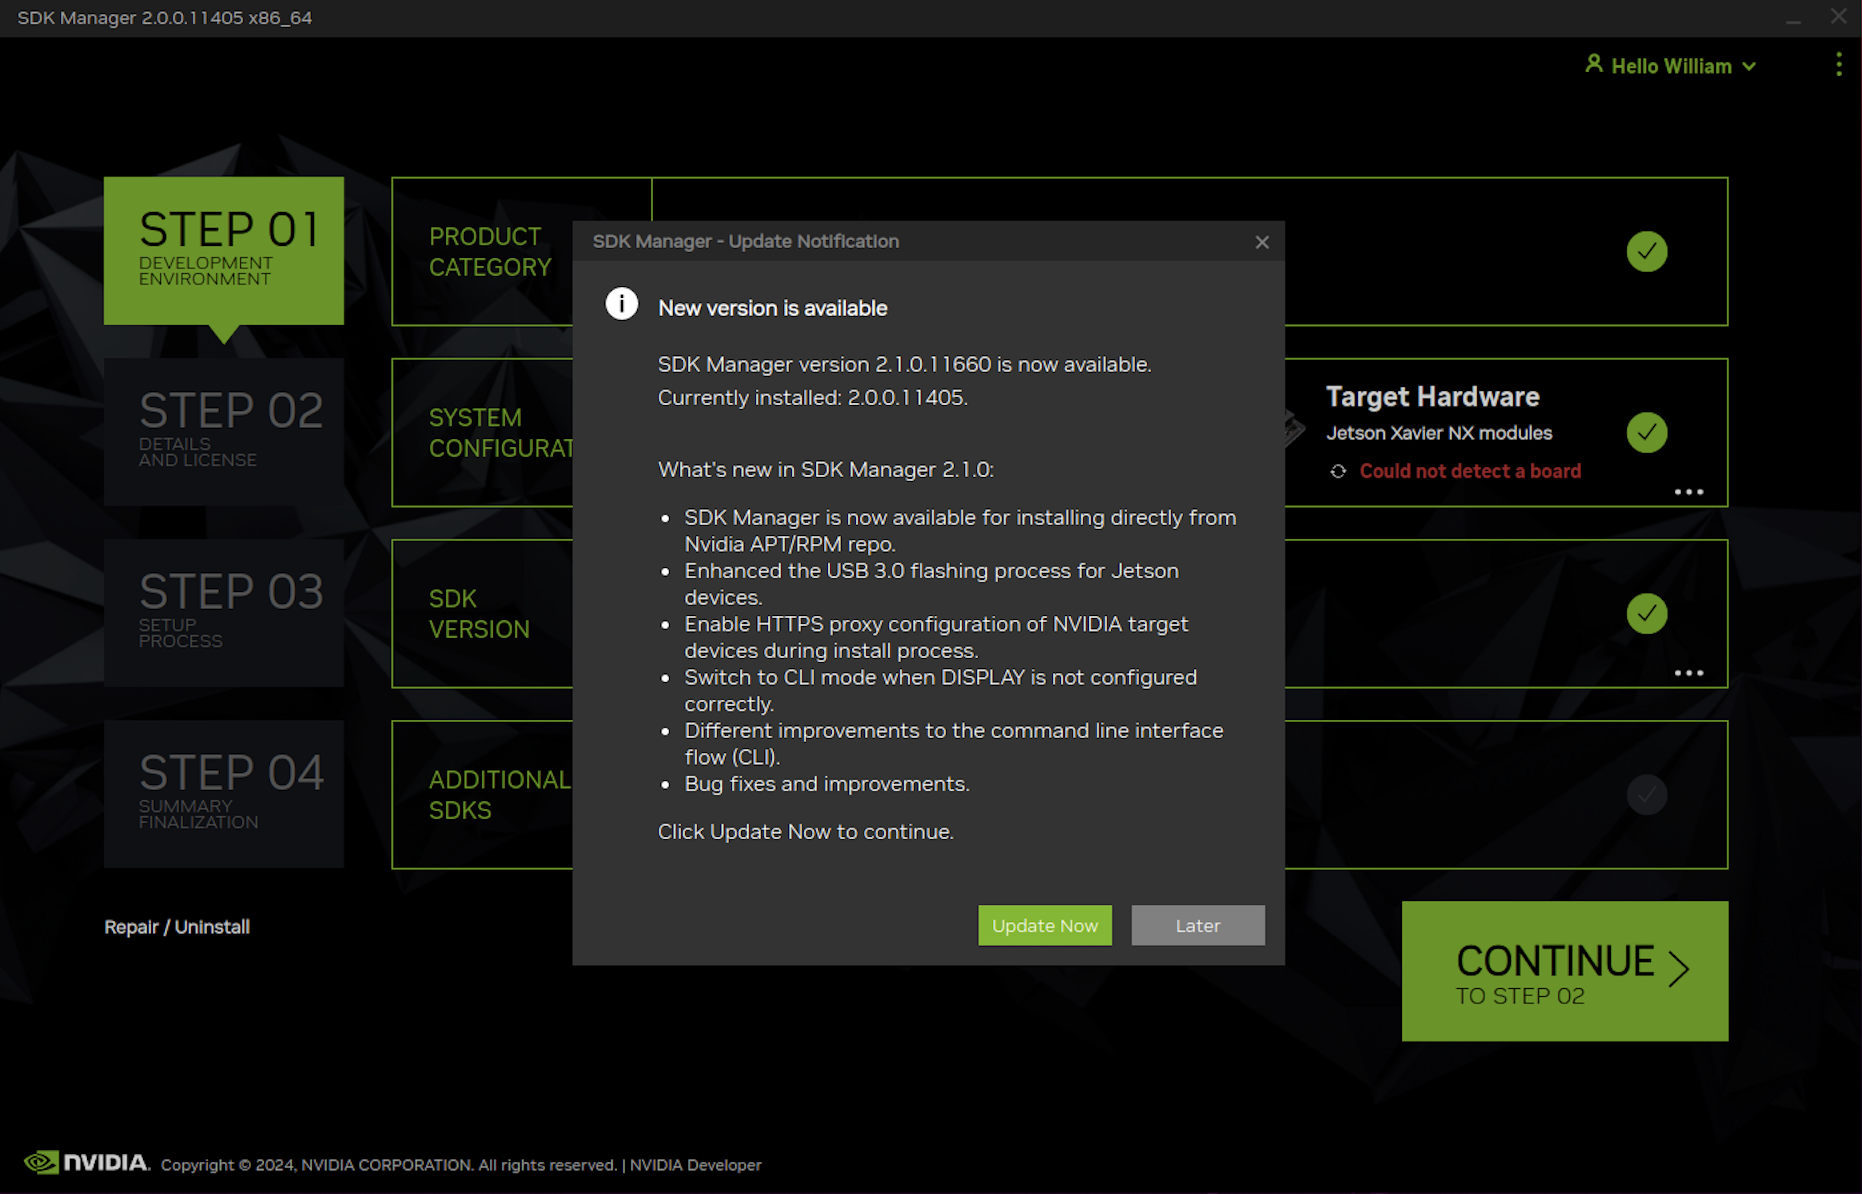 SDK Manager 2.0.0.11405 x86_64
Hello William
STEP 01
DEVELOPMENT
ENVIRONMENT
STEP 02
DETAILS
AND LICENSE
STEP 03
SETUP
PROCESS
STEP 04
SUMMARY
FINALIZATION
Repair / Uninstall
PRODUCT
CATEGORY
SYSTEM
CONFIGURAT
SDK
VERSION
ADDITIONAL
SDKS
SDK Manager - Update Notification
New version is available
SDK Manager version 2.1.0.11660 is now available.
Currently installed: 2.0.0.11405.
What's new in SDK Manager 2.1.0:
• SDK Manager is now available for installing directly from
Nvidia APT/RPM repo.
• Enhanced the USB 3.0 flashing process for Jetson
devices.
• Enable HTTPS proxy configuration of NVIDIA target
devices during install process.
• Switch to CLI mode when DISPLAY is not configured
correctly.
• Different improvements to the command line interface
flow (CLI).
• Bug fixes and improvements.
Click Update Now to continue.
Update Now
Later
Target Hardware
Jetson Xavier NX modules
Could not detect a board
CONTINUE
TO STEP 02
NVIDIA. Copyright © 2024, NVIDIA CORPORATION. All rights reserved. | NVIDIA Developer